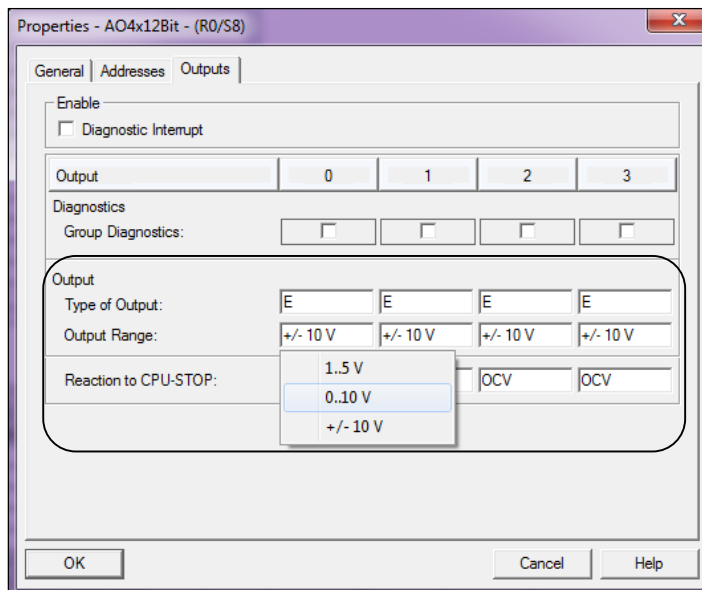 Properties - AO4x12Bit - (R0/S8)
General Addresses Outputs
Enable
Diagnostic Interrupt
Output 0 1 2 3
Diagnostics
Group Diagnostics:
Output
Type of Output: E E E E
Output Range: +/- 10 V +/- 10 V +/- 10 V +/- 10 V
Reaction to CPU-STOP: OCV OCV
1..5 V
0..10 V
+/- 10 V
OK Cancel Help